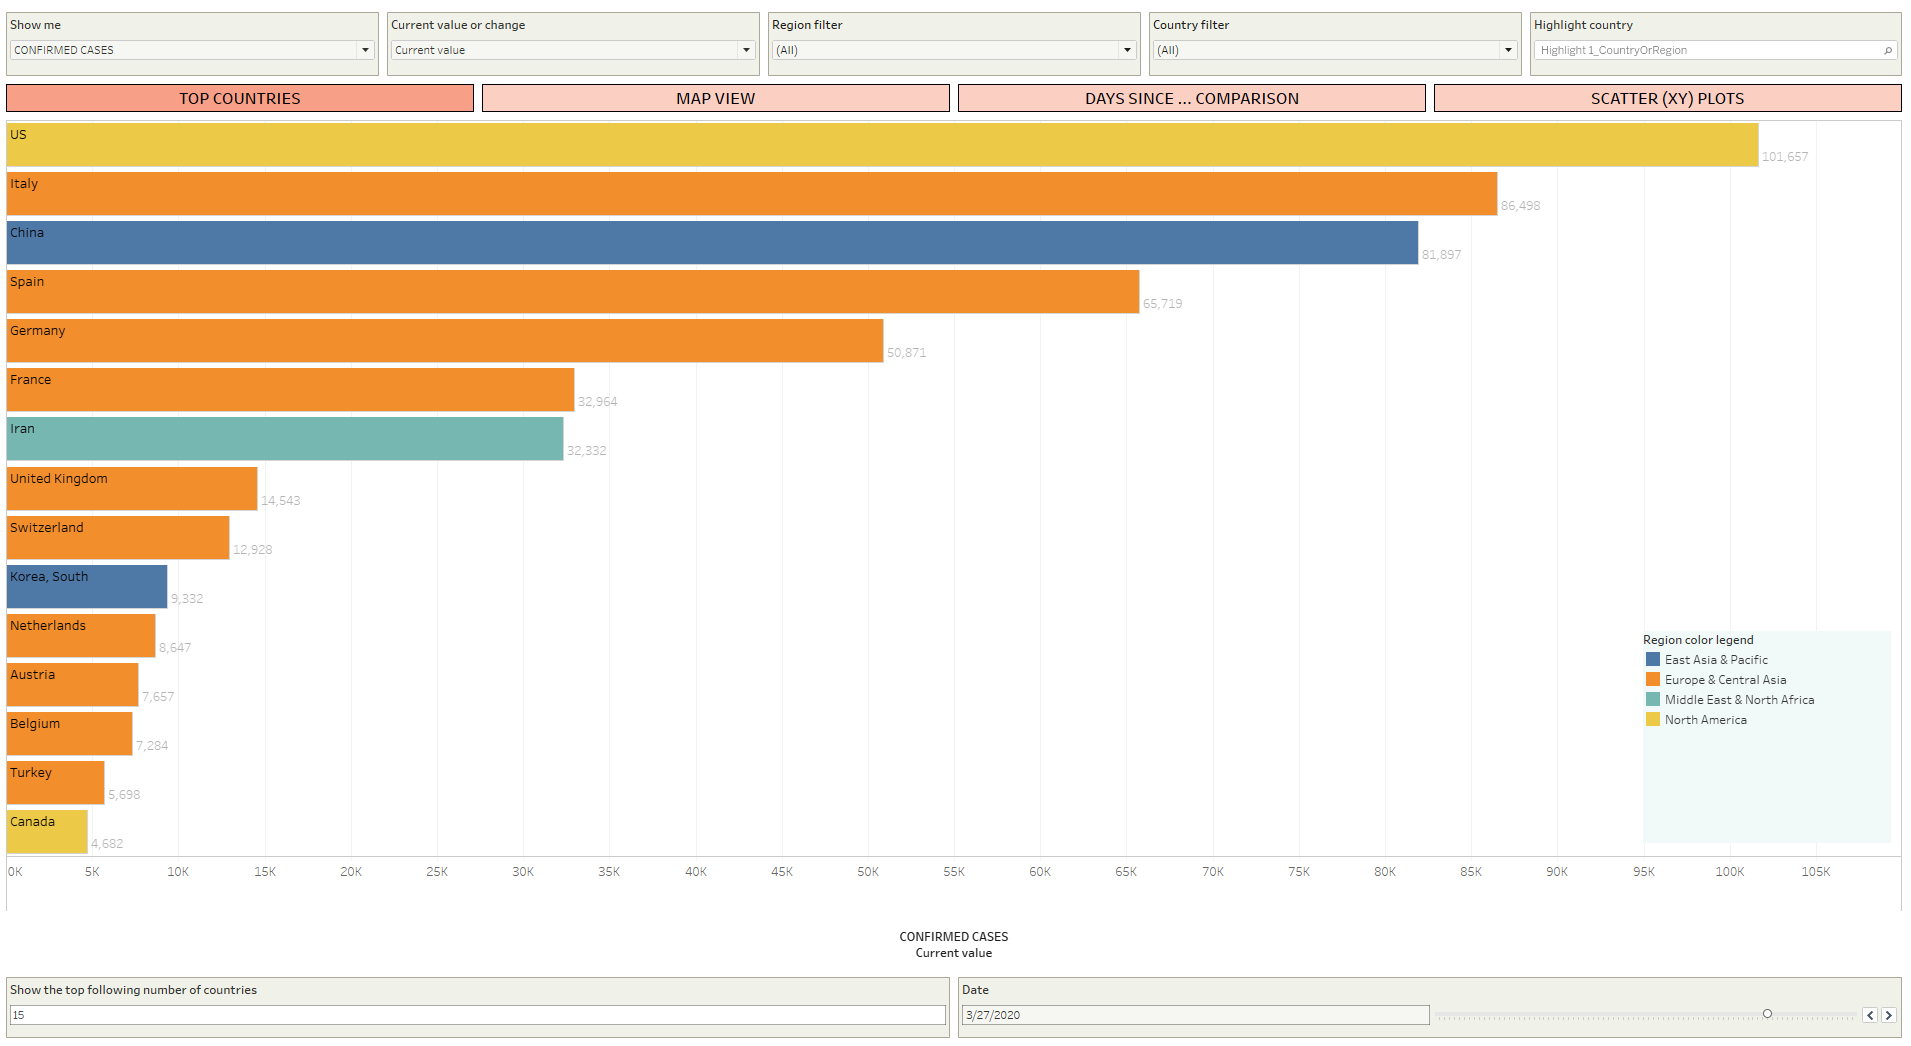 Show me
Current value or change
Region filter
Country filter
Highlight country
CONFIRMED CASES
Current value
(All)
(All)
Highlight 1_CountryOrRegion
TOP COUNTRIES
MAP VIEW
DAYS SINCE ... COMPARISON
SCATTER (XY) PLOTS
US
101,657
Italy
86,498
China
81,897
Spain
65,719
Germany
50,871
France
32,964
Iran
32,332
United Kingdom
14,543
Switzerland
12,928
Korea, South
9,332
Netherlands
8,647
Austria
7,657
Belgium
7,284
Turkey
5,698
Canada
4,682
Region color legend
East Asia & Pacific
Europe & Central Asia
Middle East & North Africa
North America
0K 5K 10K 15K 20K 25K 30K 35K 40K 45K 50K 55K 60K 65K 70K 75K 80K 85K 90K 95K 100K 105K
CONFIRMED CASES
Current value
Show the top following number of countries
15
Date
3/27/2020